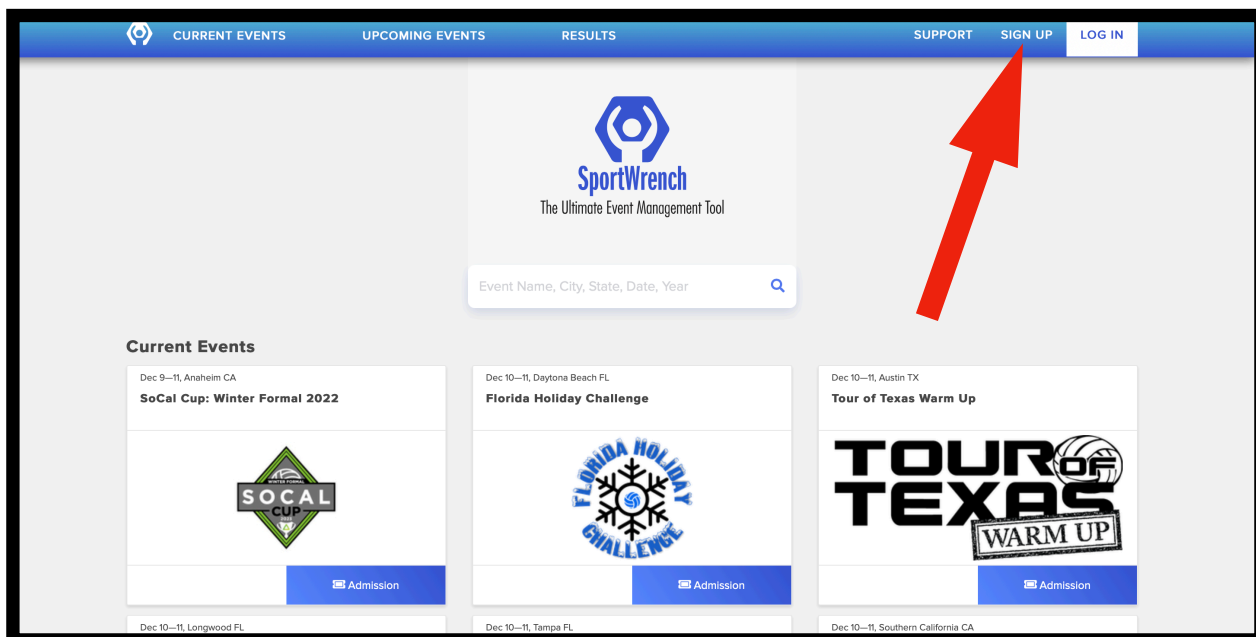 CURRENT EVENTS UPCOMING EVENTS RESULTS SUPPORT SIGN UP LOG IN
SportWrench
The Ultimate Event Management Tool
Event Name, City, State, Date, Year
Current Events
Dec 9—11, Anaheim CA
SoCal Cup: Winter Formal 2022
WINTER FORMAL
SOCAL
CUP
Admission
Dec 10—11, Daytona Beach FL
Florida Holiday Challenge
FLORIDA HOLIDAY
CHALLENGE
Admission
Dec 10—11, Austin TX
Tour of Texas Warm Up
TOUR OF
TEXAS
WARM UP
Admission
Dec 10—11, Longwood FL
Dec 10—11, Tampa FL
Dec 10—11, Southern California CA